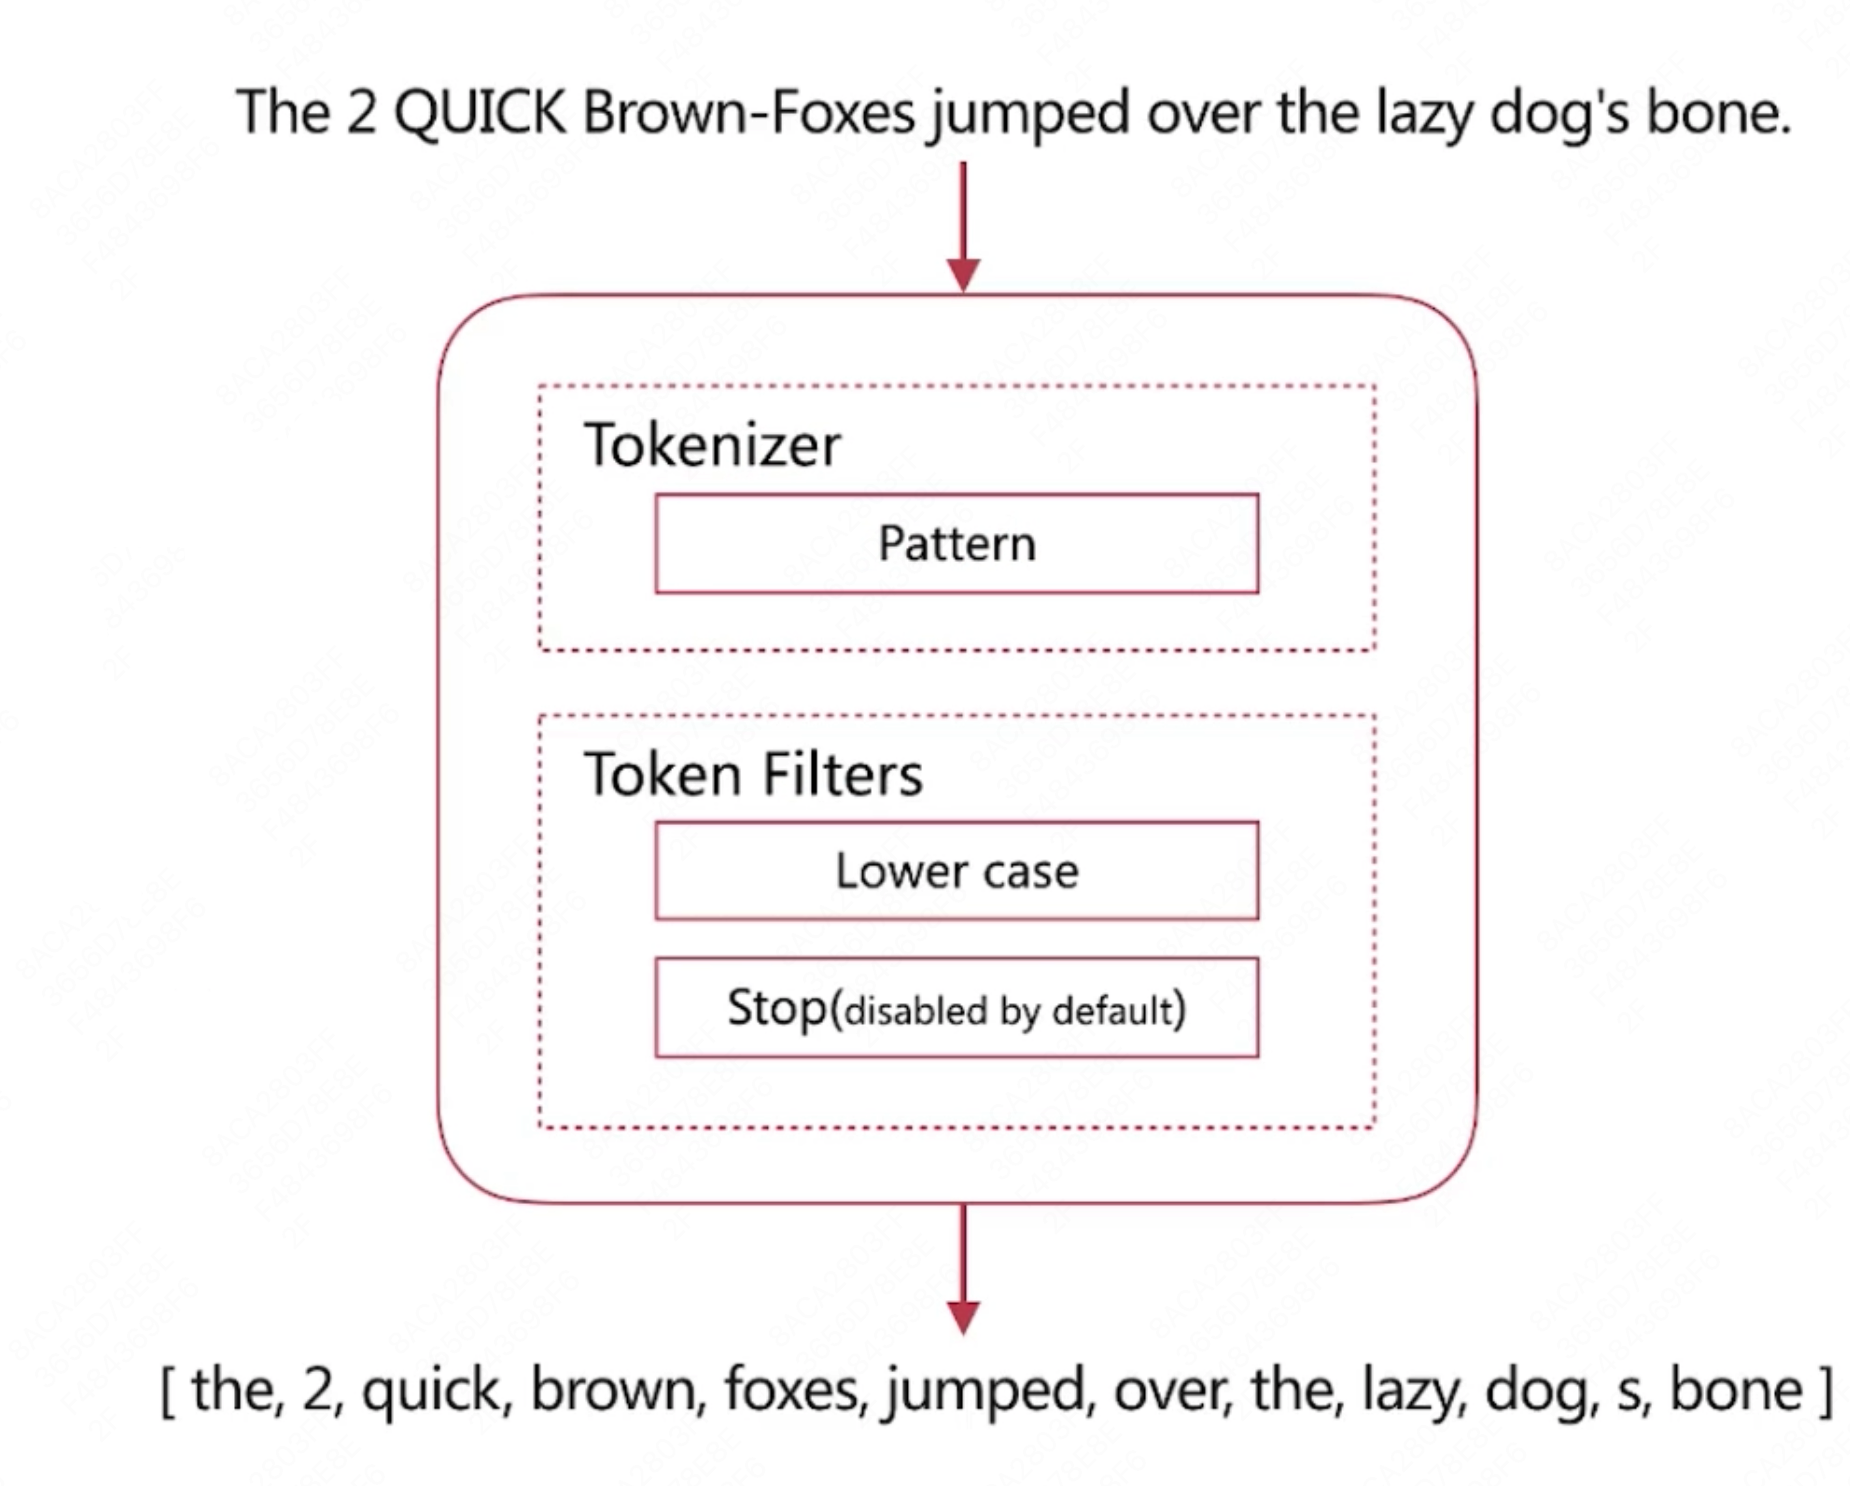 The 2 QUICK Brown-Foxes jumped over the lazy dog's bone.
Tokenizer
Pattern
Token Filters
Lower case
Stop(disabled by default)
[ the, 2, quick, brown, foxes, jumped, over, the, lazy, dog, s, bone ]